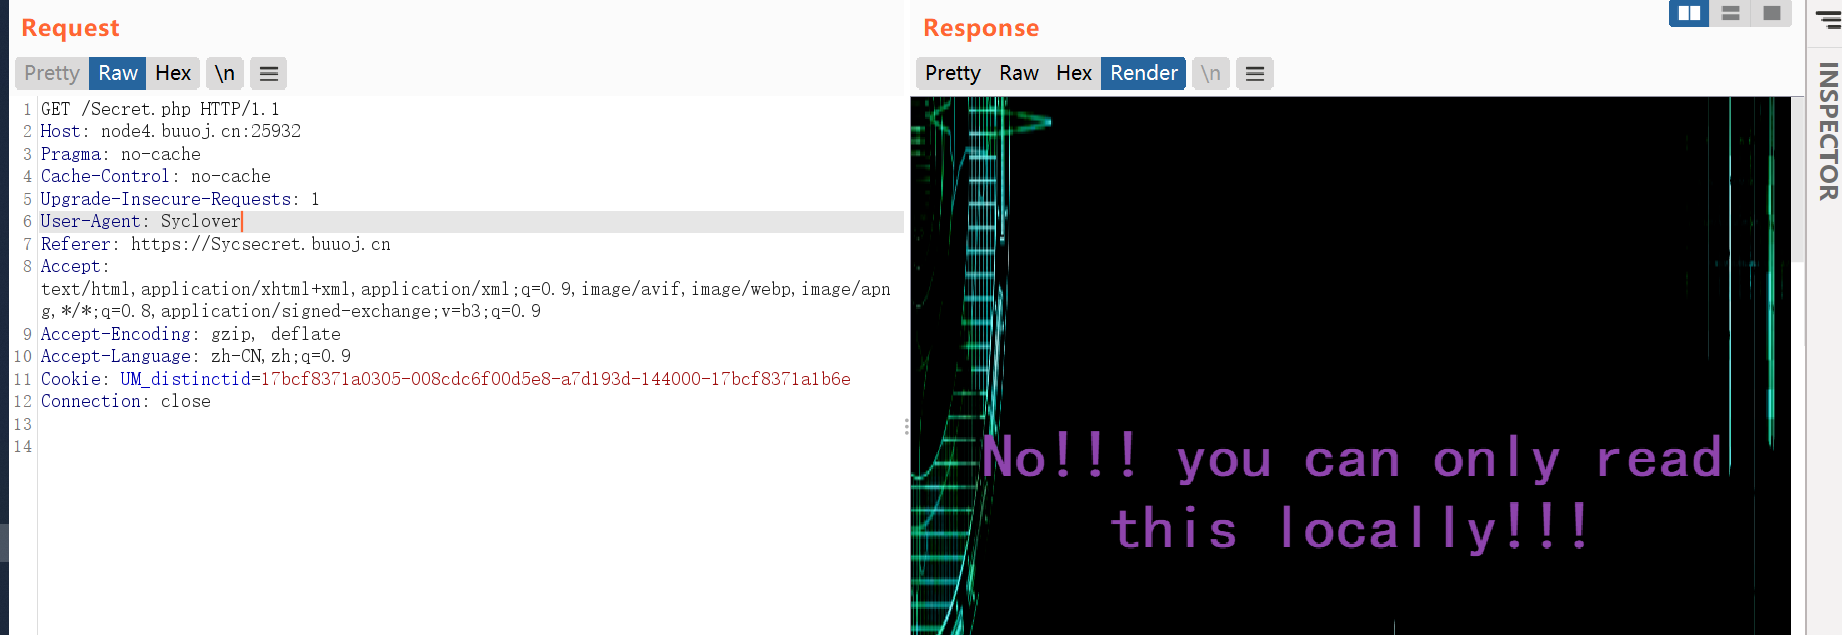 Request
Pretty Raw Hex \n
1 GET /Secret.php HTTP/1.1
2 Host: node4.buuoj.cn:25932
3 Pragma: no-cache
4 Cache-Control: no-cache
5 Upgrade-Insecure-Requests: 1
6 User-Agent: Syclover
7 Referer: https://Sycsecret.buuoj.cn
8 Accept:
text/html,application/xhtml+xml,application/xml;q=0.9,image/avif,image/webp,image/apn
g,*/*;q=0.8,application/signed-exchange;v=b3;q=0.9
9 Accept-Encoding: gzip, deflate
10 Accept-Language: zh-CN,zh;q=0.9
11 Cookie: UM_distinctid=17bcf8371a0305-008cdc6f00d5e8-a7d193d-144000-17bcf8371a1b6e
12 Connection: close
13
14
Response
Pretty Raw Hex Render \n
No!!! you can only read
this locally!!!
INSPECTOR